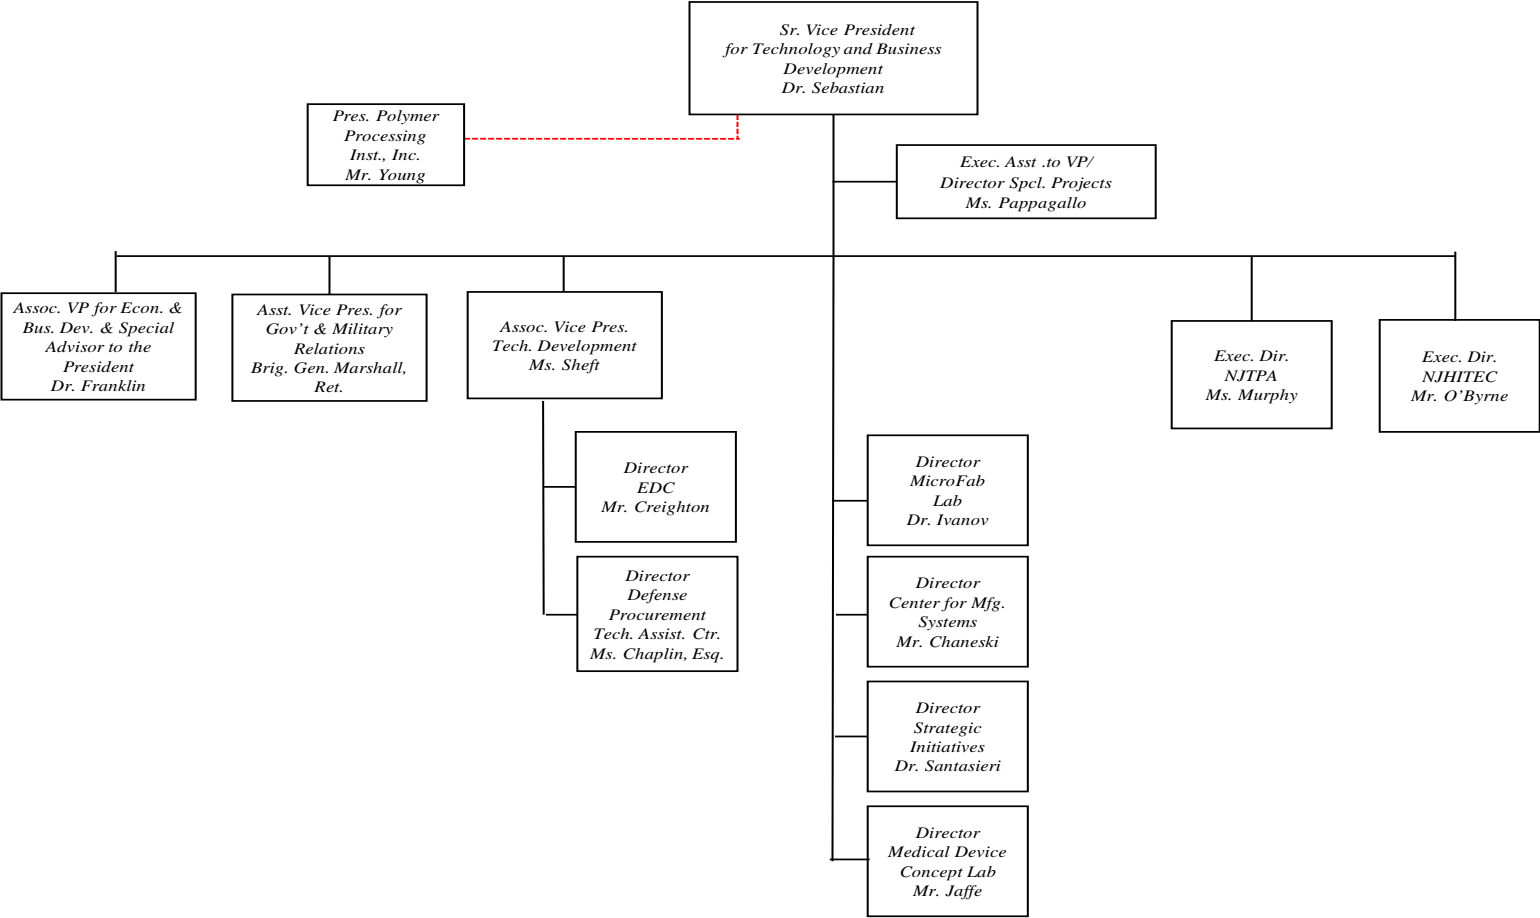 Sr. Vice President
for Technology and Business
Development
Dr. Sebastian
Pres. Polymer
Processing
Inst., Inc.
Mr. Young
Exec. Asst .to VP/
Director Spcl. Projects
Ms. Pappagallo
Assoc. VP for Econ. &
Bus. Dev. & Special
Advisor to the
President
Dr. Franklin
Asst. Vice Pres. for
Gov’t & Military
Relations
Brig. Gen. Marshall,
Ret.
Assoc. Vice Pres.
Tech. Development
Ms. Sheft
Exec. Dir.
NJTPA
Ms. Murphy
Exec. Dir.
NJHITEC
Mr. O’Byrne
Director
EDC
Mr. Creighton
Director
Defense
Procurement
Tech. Assist. Ctr.
Ms. Chaplin, Esq.
Director
MicroFab
Lab
Dr. Ivanov
Director
Center for Mfg.
Systems
Mr. Chaneski
Director
Strategic
Initiatives
Dr. Santasieri
Director
Medical Device
Concept Lab
Mr. Jaffe